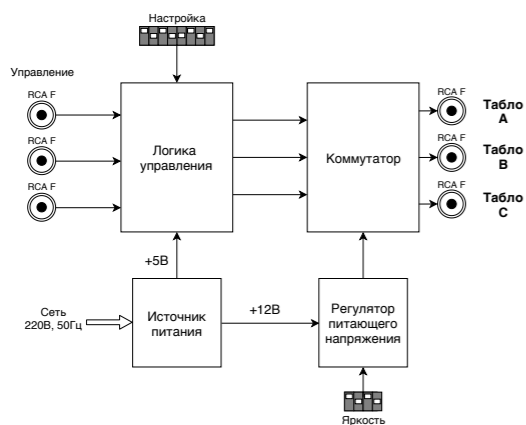 Настройка
Управление
RCA F
RCA F
RCA F
Логика
управления
Коммутатор
RCA F
Табло
A
RCA F
Табло
B
RCA F
Табло
C
+5В
Сеть
220В, 50Гц
Источник
питания
+12В
Регулятор
питающего
напряжения
Яркость